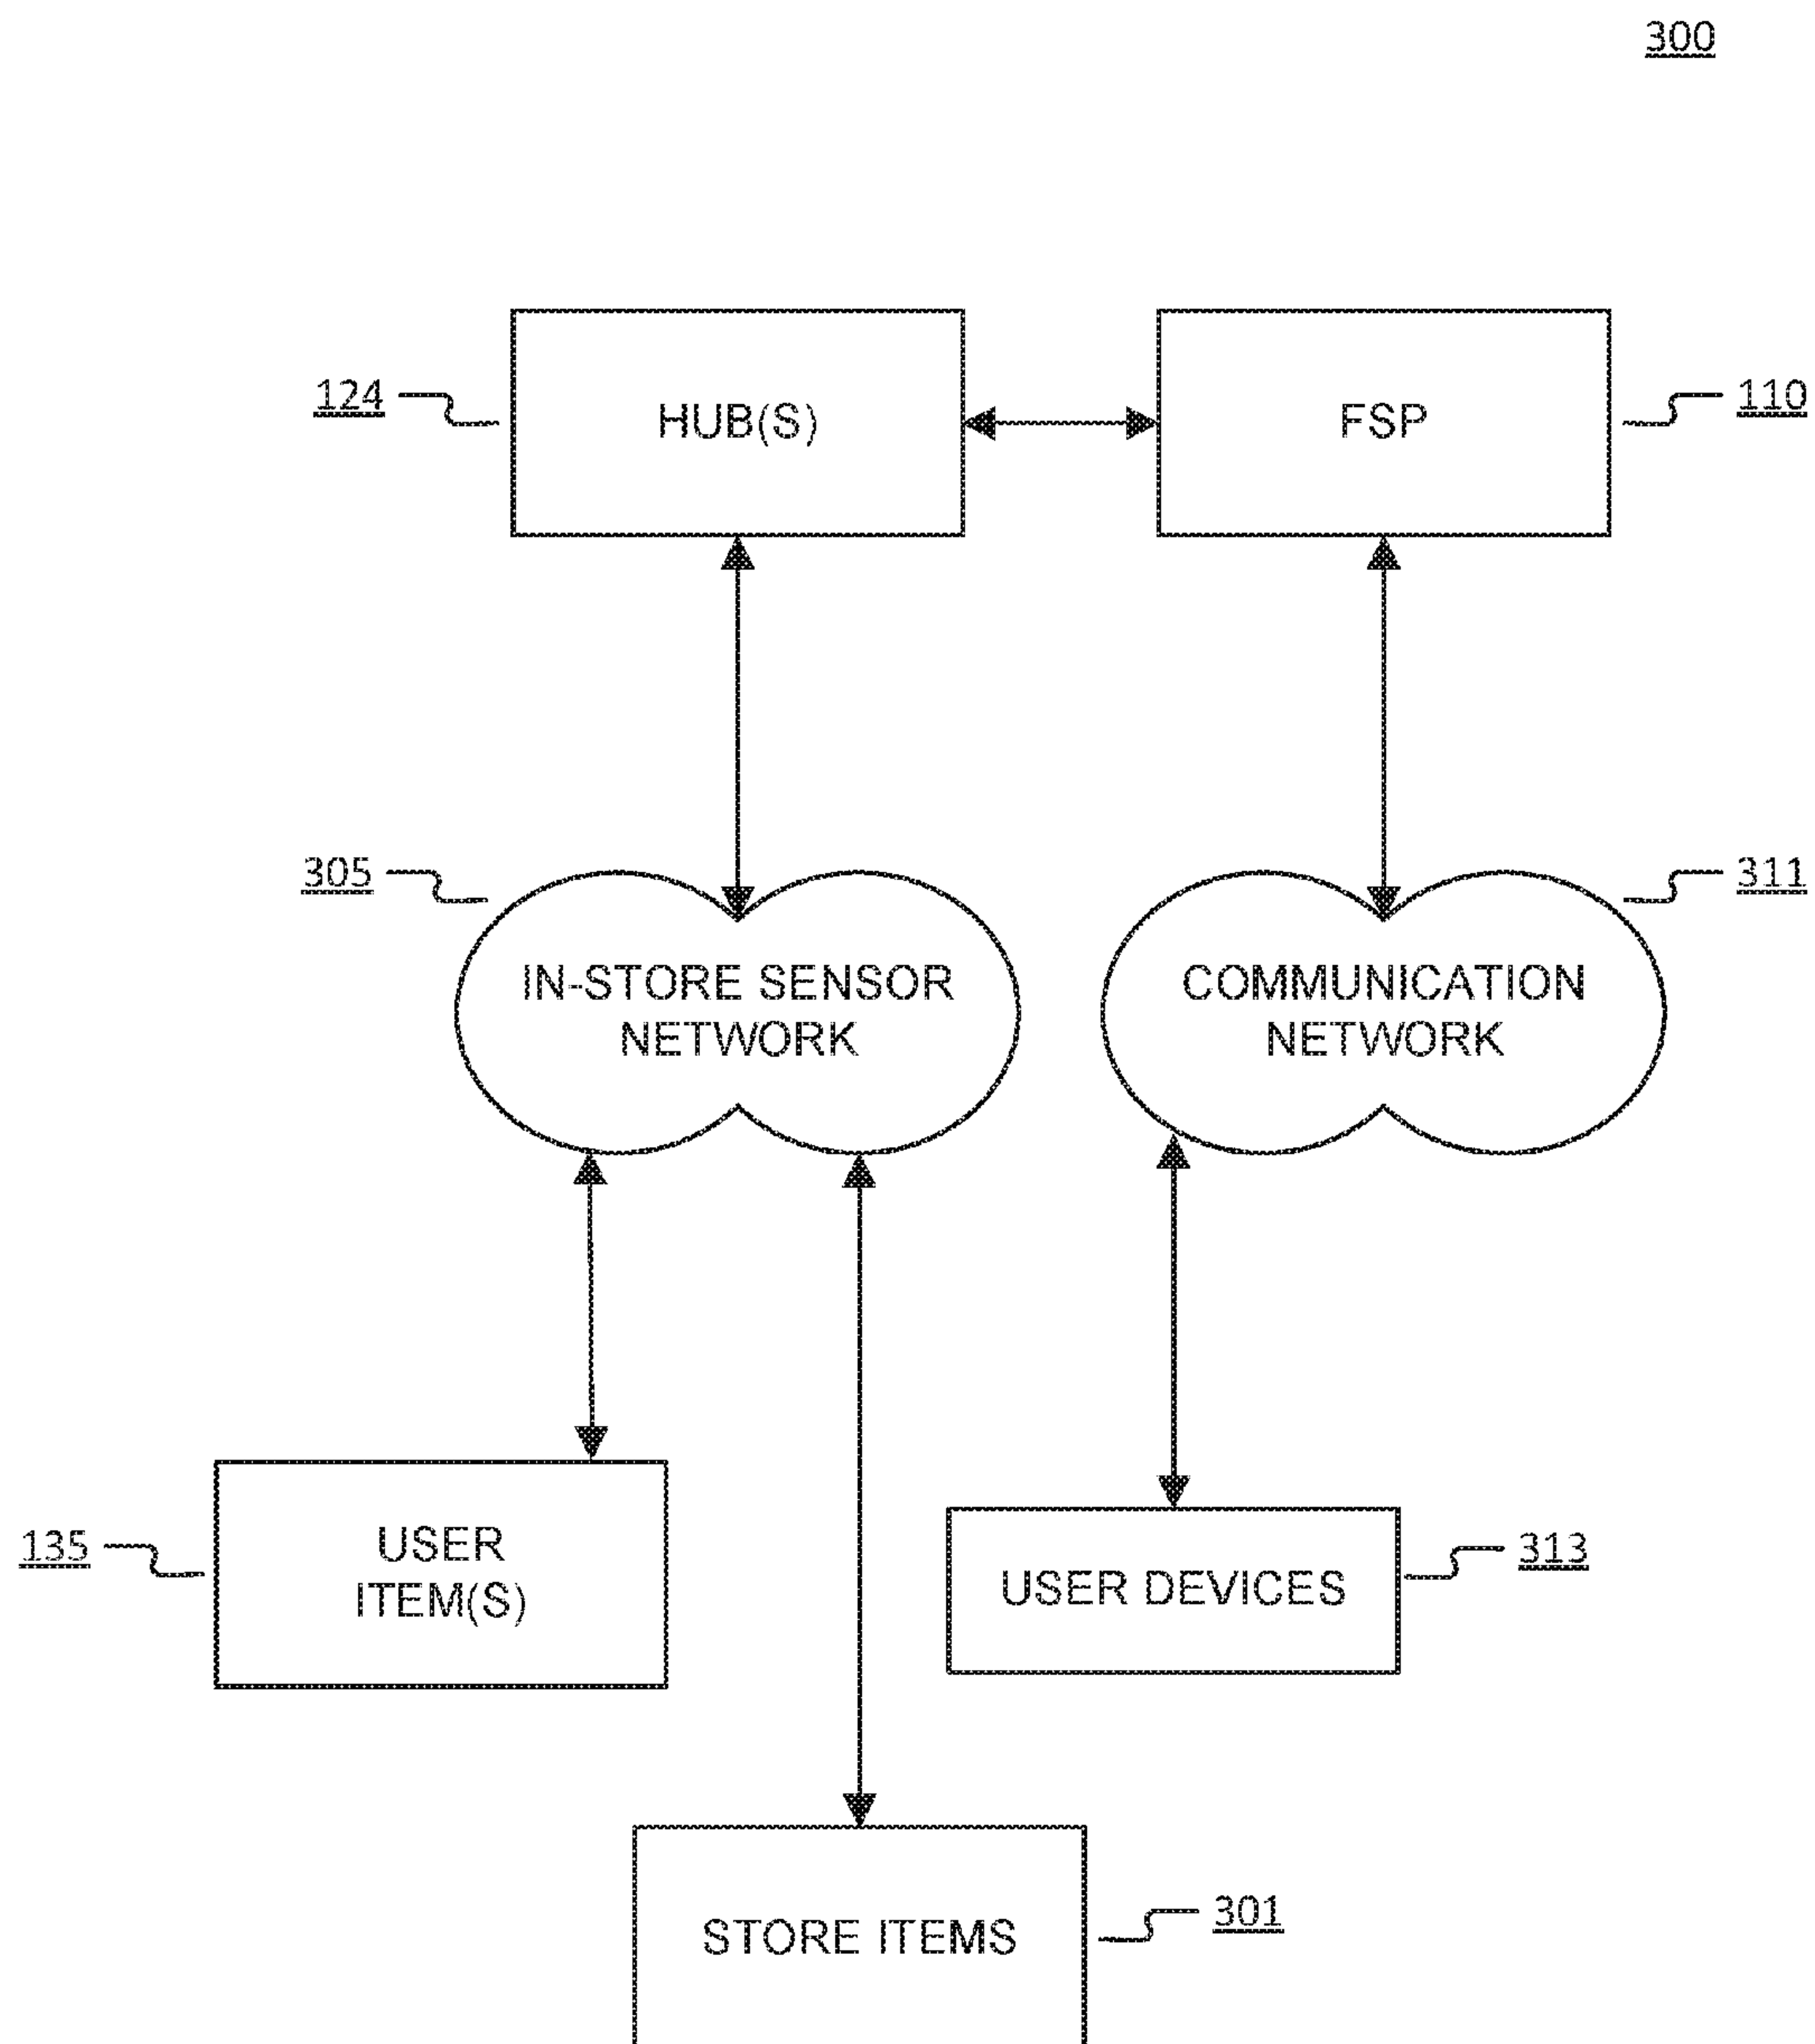 300
124
HUB(S)
FSP
110
305
311
IN-STORE SENSOR
NETWORK
COMMUNICATION
NETWORK
135
USER
ITEM(S)
USER DEVICES
313
STORE ITEMS
301